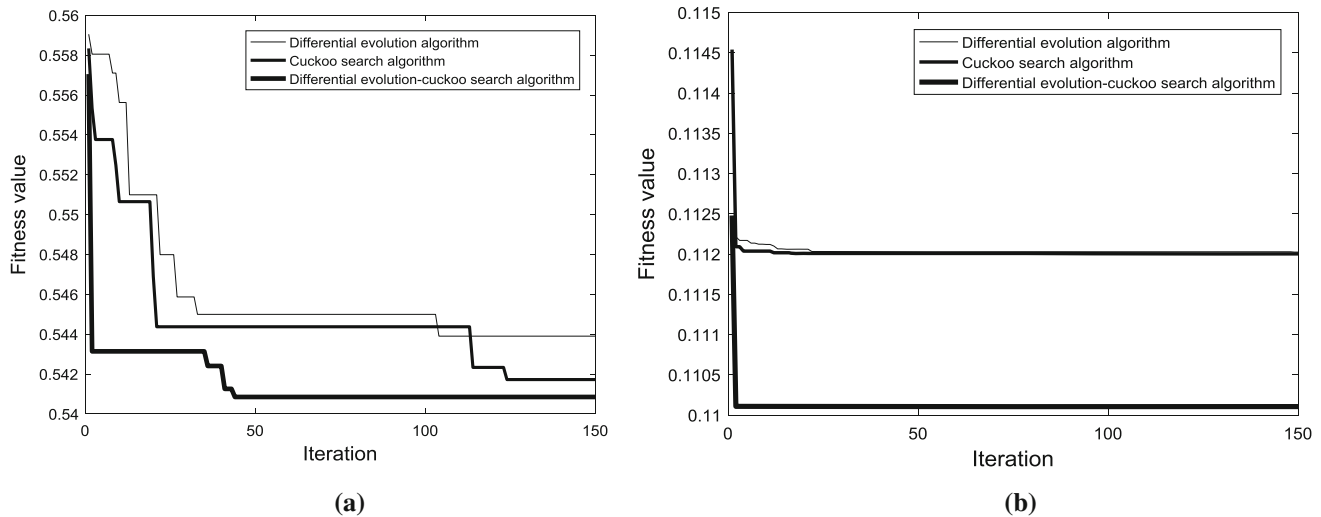 0.56
0.558
0.556
0.554
0.552
0.55
0.548
0.546
0.544
0.542
0.54
Fitness value
Differential evolution algorithm
Cuckoo search algorithm
Differential evolution-cuckoo search algorithm
0 50 100 150
Iteration
(a)
0.115
0.1145
0.114
0.1135
0.113
0.1125
0.112
0.1115
0.111
0.1105
0.11
Fitness value
Differential evolution algorithm
Cuckoo search algorithm
Differential evolution-cuckoo search algorithm
0 50 100 150
Iteration
(b)